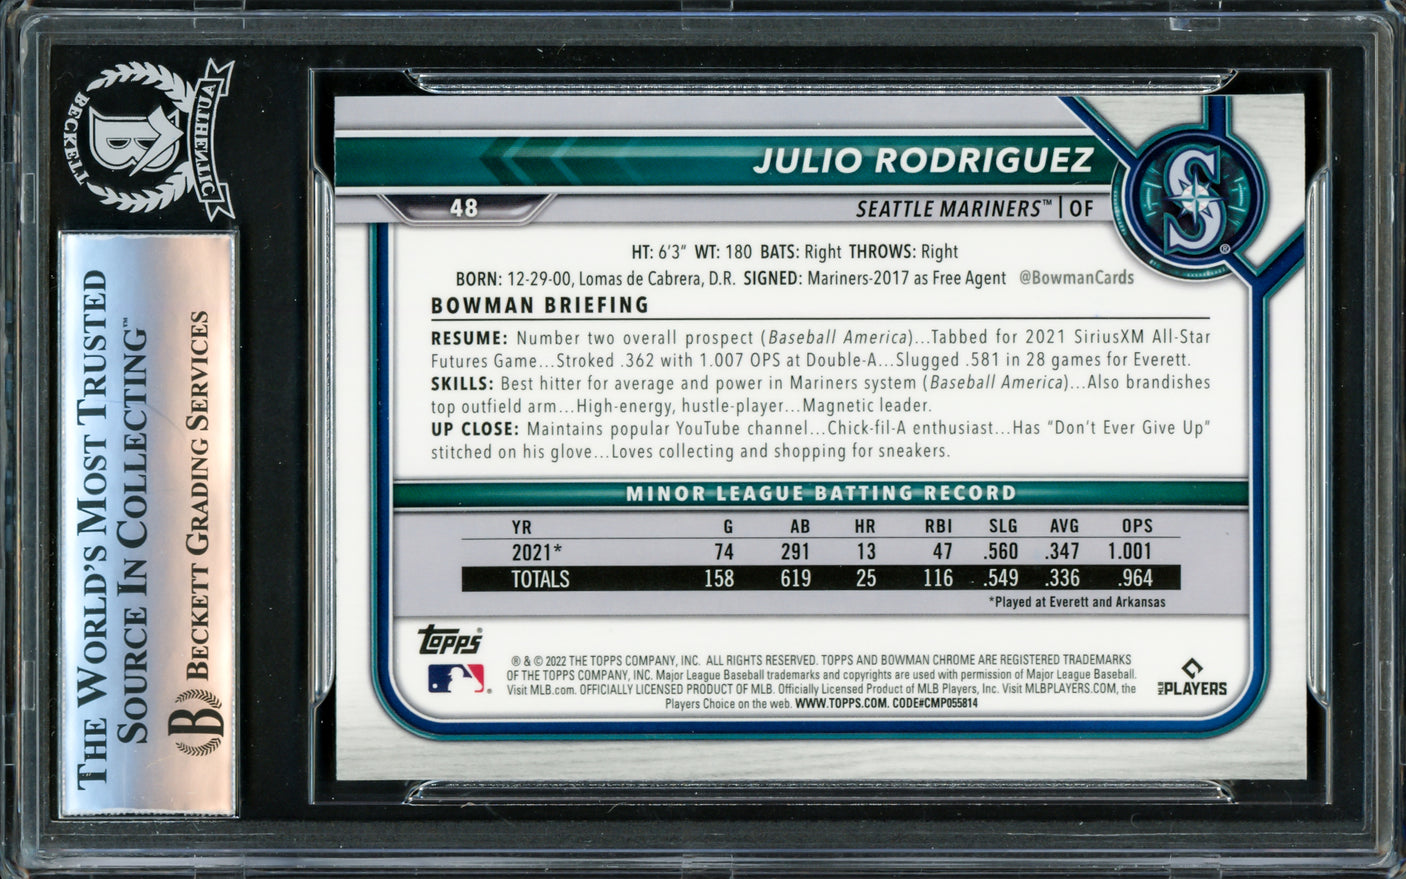 BECKETT
AUTHENTIC
B
THE WORLD'S MOST TRUSTED
SOURCE IN COLLECTING™
B BECKETT GRADING SERVICES
JULIO RODRIGUEZ
48
SEATTLE MARINERS™ | OF
S
®
HT: 6'3" WT: 180 BATS: Right THROWS: Right
BORN: 12-29-00, Lomas de Cabrera, D.R. SIGNED: Mariners-2017 as Free Agent @BowmanCards
BOWMAN BRIEFING
RESUME: Number two overall prospect (Baseball America)...Tabbed for 2021 SiriusXM All-Star
Futures Game...Stroked .362 with 1.007 OPS at Double-A...Slugged .581 in 28 games for Everett.
SKILLS: Best hitter for average and power in Mariners system (Baseball America)...Also brandishes
top outfield arm...High-energy, hustle-player...Magnetic leader.
UP CLOSE: Maintains popular YouTube channel...Chick-fil-A enthusiast...Has "Don't Ever Give Up"
stitched on his glove...Loves collecting and shopping for sneakers.
MINOR LEAGUE BATTING RECORD
YR G AB HR RBI SLG AVG OPS
2021* 74 291 13 47 .560 .347 1.001
TOTALS 158 619 25 116 .549 .336 .964
*Played at Everett and Arkansas
topps®
® & © 2022 THE TOPPS COMPANY, INC. ALL RIGHTS RESERVED. TOPPS AND BOWMAN CHROME ARE REGISTERED TRADEMARKS
OF THE TOPPS COMPANY, INC. Major League Baseball trademarks and copyrights are used with permission of Major League Baseball.
Visit MLB.com. OFFICIALLY LICENSED PRODUCT OF MLB. Officially Licensed Product of MLB Players, Inc. Visit MLBPLAYERS.COM, the
Players Choice on the web. WWW.TOPPS.COM. CODE#CMP055814
MLB PLAYERS